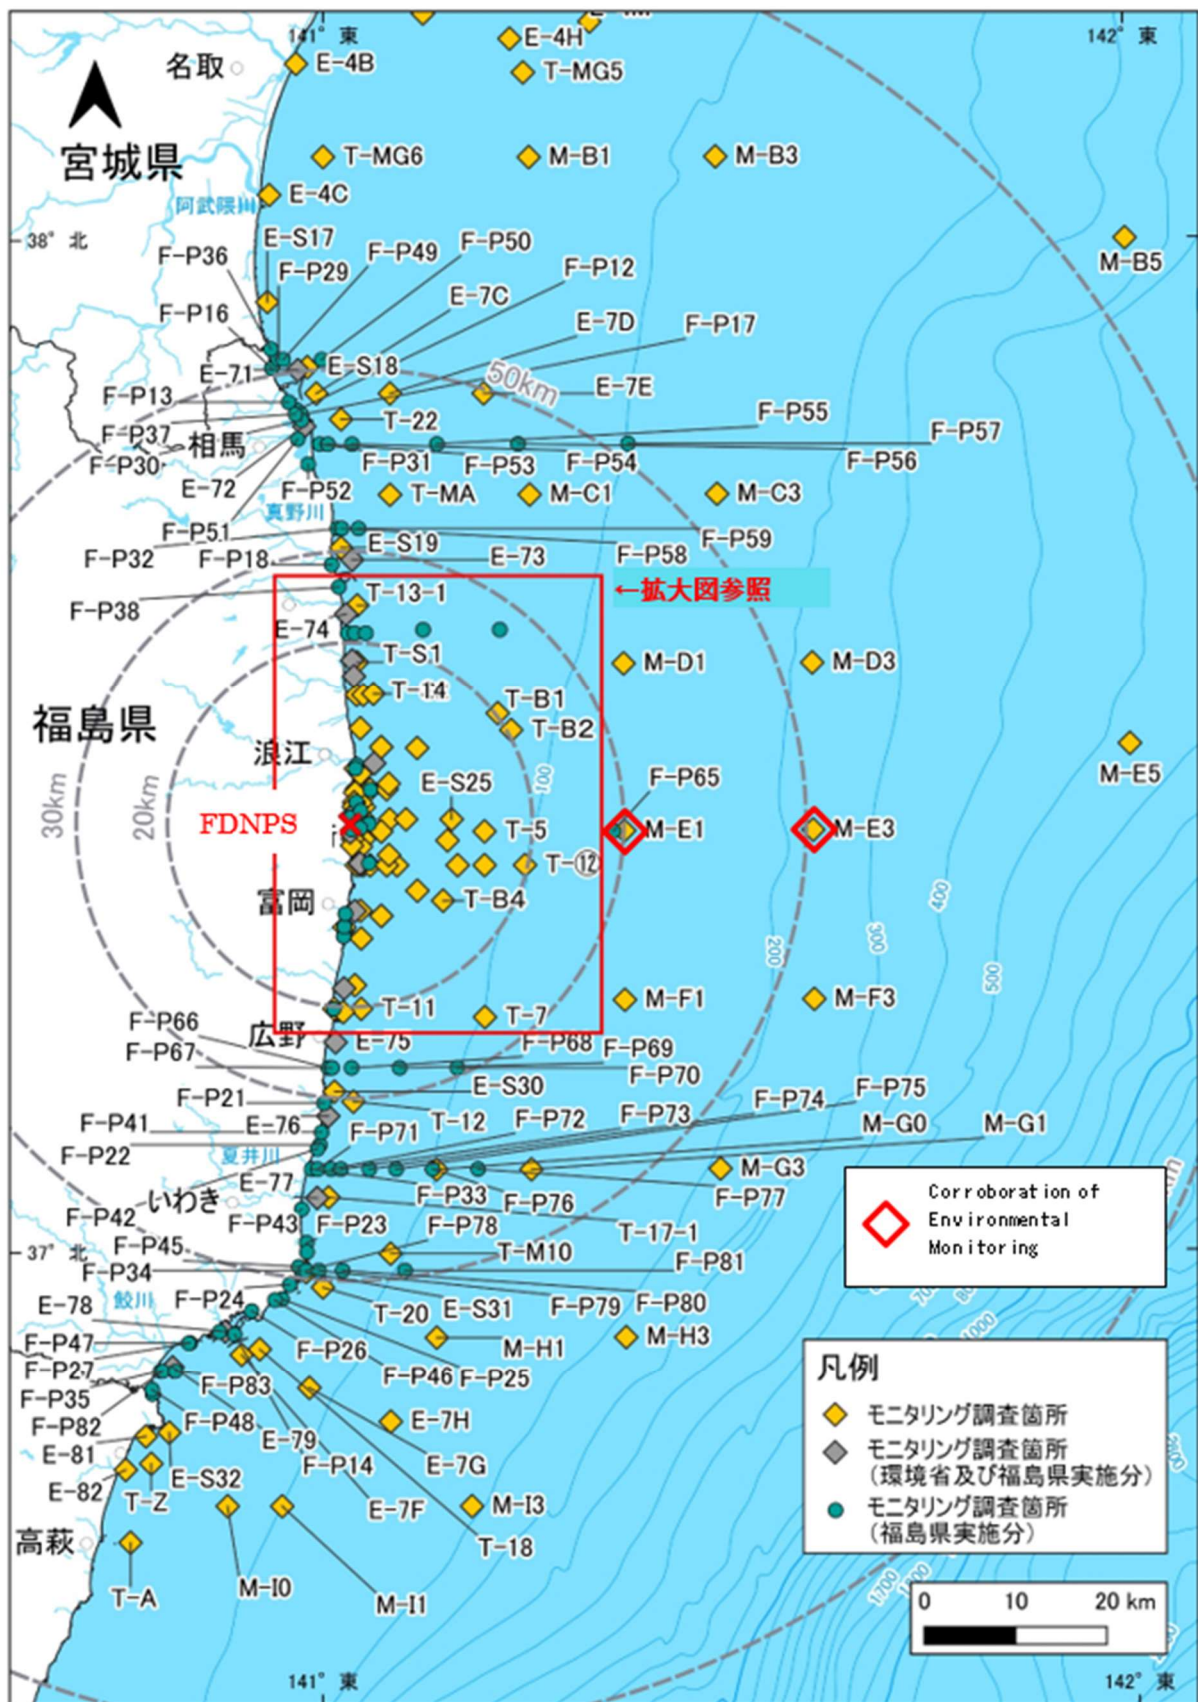 141° 東
142° 東
E-4H
E-4B
T-MG5
名取
宮城県
T-MG6
M-B1
M-B3
E-4C
阿武隈川
E-S17
38° 北
F-P36
F-P49
F-P50
F-P29
F-P12
M-B5
E-7C
F-P16
E-7D
F-P17
E-71
E-S18
50km
E-7E
F-P13
F-P55
F-P37
T-22
相馬
F-P57
F-P30
F-P31
F-P53
F-P54
F-P56
E-72
F-P52
T-MA
M-C1
M-C3
真野川
F-P51
F-P32
F-P18
E-S19
E-73
F-P58
F-P59
←拡大図参照
F-P38
T-13-1
E-74
T-S1
M-D1
M-D3
T-14
T-B1
福島県
T-B2
浪江
M-E5
F-P65
100
E-S25
30km
20km
FDNPS
T-5
M-E1
M-E3
T-⑫
富岡
T-B4
400
300
200
500
T-11
T-7
M-F1
M-F3
F-P66
広野
E-75
F-P68
F-P69
F-P67
F-P70
E-S30
F-P21
F-P75
F-P74
T-12
F-P72
F-P73
F-P41
E-76
M-G0
M-G1
F-P71
F-P22
夏井川
M-G3
E-77
F-P33
F-P76
F-P77
いわき
F-P42
F-P43
F-P23
F-P78
T-17-1
Corroboration of
Environmental
Monitoring
37° 北
F-P45
T-M10
F-P81
F-P34
鮫川
F-P24
E-S31
F-P79
F-P80
E-78
T-20
1000
F-P47
F-P26
M-H1
M-H3
F-P27
F-P46
F-P25
F-P35
F-P83
F-P82
F-P48
E-79
E-7H
E-81
F-P14
E-7G
E-82
E-S32
T-Z
E-7F
M-I3
高萩
T-18
T-A
M-I0
M-I1
凡例
モニタリング調査箇所
モニタリング調査箇所
(環境省及び福島県実施分)
モニタリング調査箇所
(福島県実施分)
1700
0 10 20 km
141° 東
142° 東